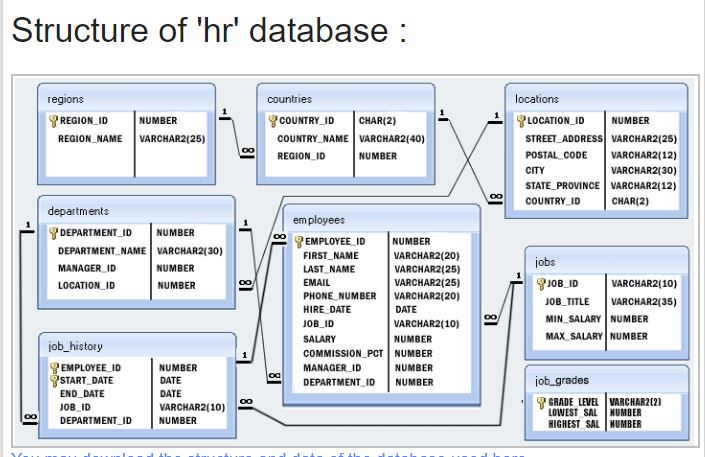 Structure of 'hr' database :
regions
REGION_ID NUMBER
REGION_NAME VARCHAR2(25)
1
∞
countries
COUNTRY_ID CHAR(2)
COUNTRY_NAME VARCHAR2(40)
REGION_ID NUMBER
1
∞
locations
LOCATION_ID NUMBER
STREET_ADDRESS VARCHAR2(25)
POSTAL_CODE VARCHAR2(12)
CITY VARCHAR2(30)
STATE_PROVINCE VARCHAR2(12)
COUNTRY_ID CHAR(2)
1
departments
DEPARTMENT_ID NUMBER
DEPARTMENT_NAME VARCHAR2(30)
MANAGER_ID NUMBER
LOCATION_ID NUMBER
1
1
∞
employees
EMPLOYEE_ID NUMBER
FIRST_NAME VARCHAR2(20)
LAST_NAME VARCHAR2(25)
EMAIL VARCHAR2(25)
PHONE_NUMBER VARCHAR2(20)
HIRE_DATE DATE
JOB_ID VARCHAR2(10)
SALARY NUMBER
COMMISSION_PCT NUMBER
MANAGER_ID NUMBER
DEPARTMENT_ID NUMBER
∞
∞
∞
jobs
JOB_ID VARCHAR2(10)
JOB_TITLE VARCHAR2(35)
MIN_SALARY NUMBER
MAX_SALARY NUMBER
1
job_history
EMPLOYEE_ID NUMBER
START_DATE DATE
END_DATE DATE
JOB_ID VARCHAR2(10)
DEPARTMENT_ID NUMBER
1
∞
∞
job_grades
GRADE_LEVEL VARCHAR2(2)
LOWEST_SAL NUMBER
HIGHEST_SAL NUMBER
You may download the structure and data of the database used here